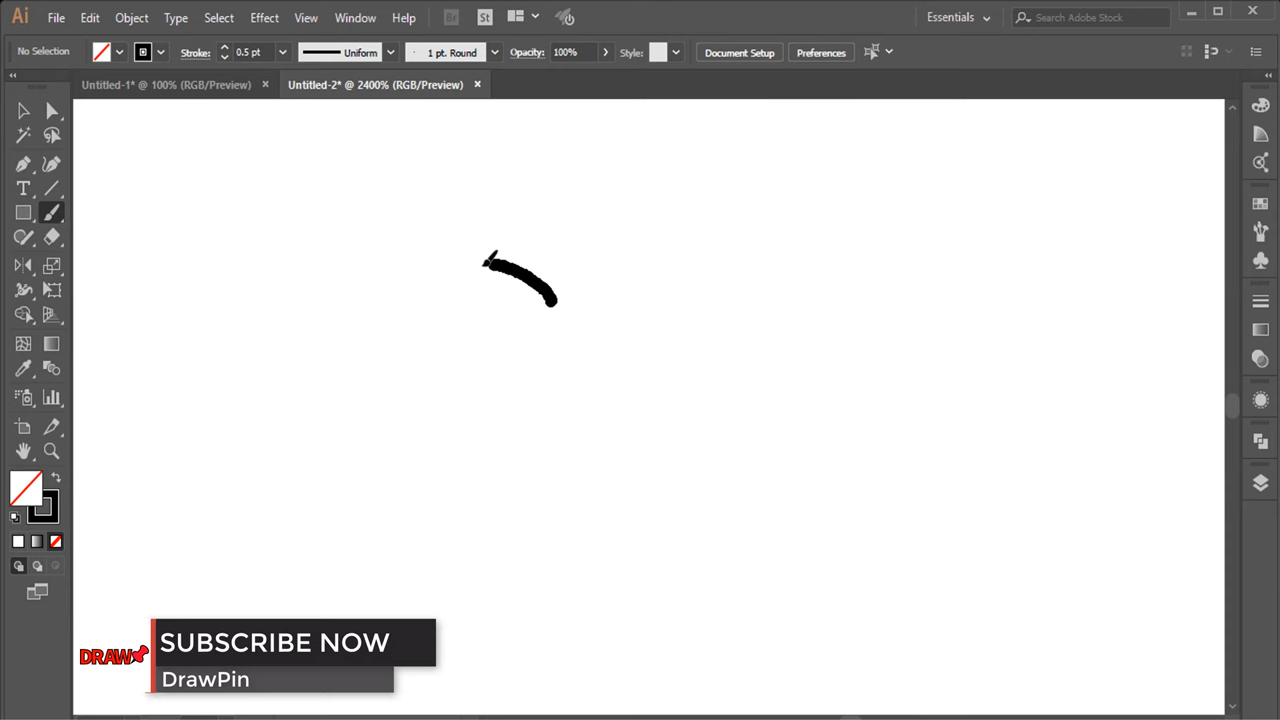 Ai File Edit Object Type Select Effect View Window Help Br St Essentials Search Adobe Stock
No Selection Stroke: 0.5 pt Uniform 1 pt. Round Opacity: 100% Style: Document Setup Preferences
Untitled-1* @ 100% (RGB/Preview) Untitled-2* @ 2400% (RGB/Preview)
SUBSCRIBE NOW
DRAW
DrawPin